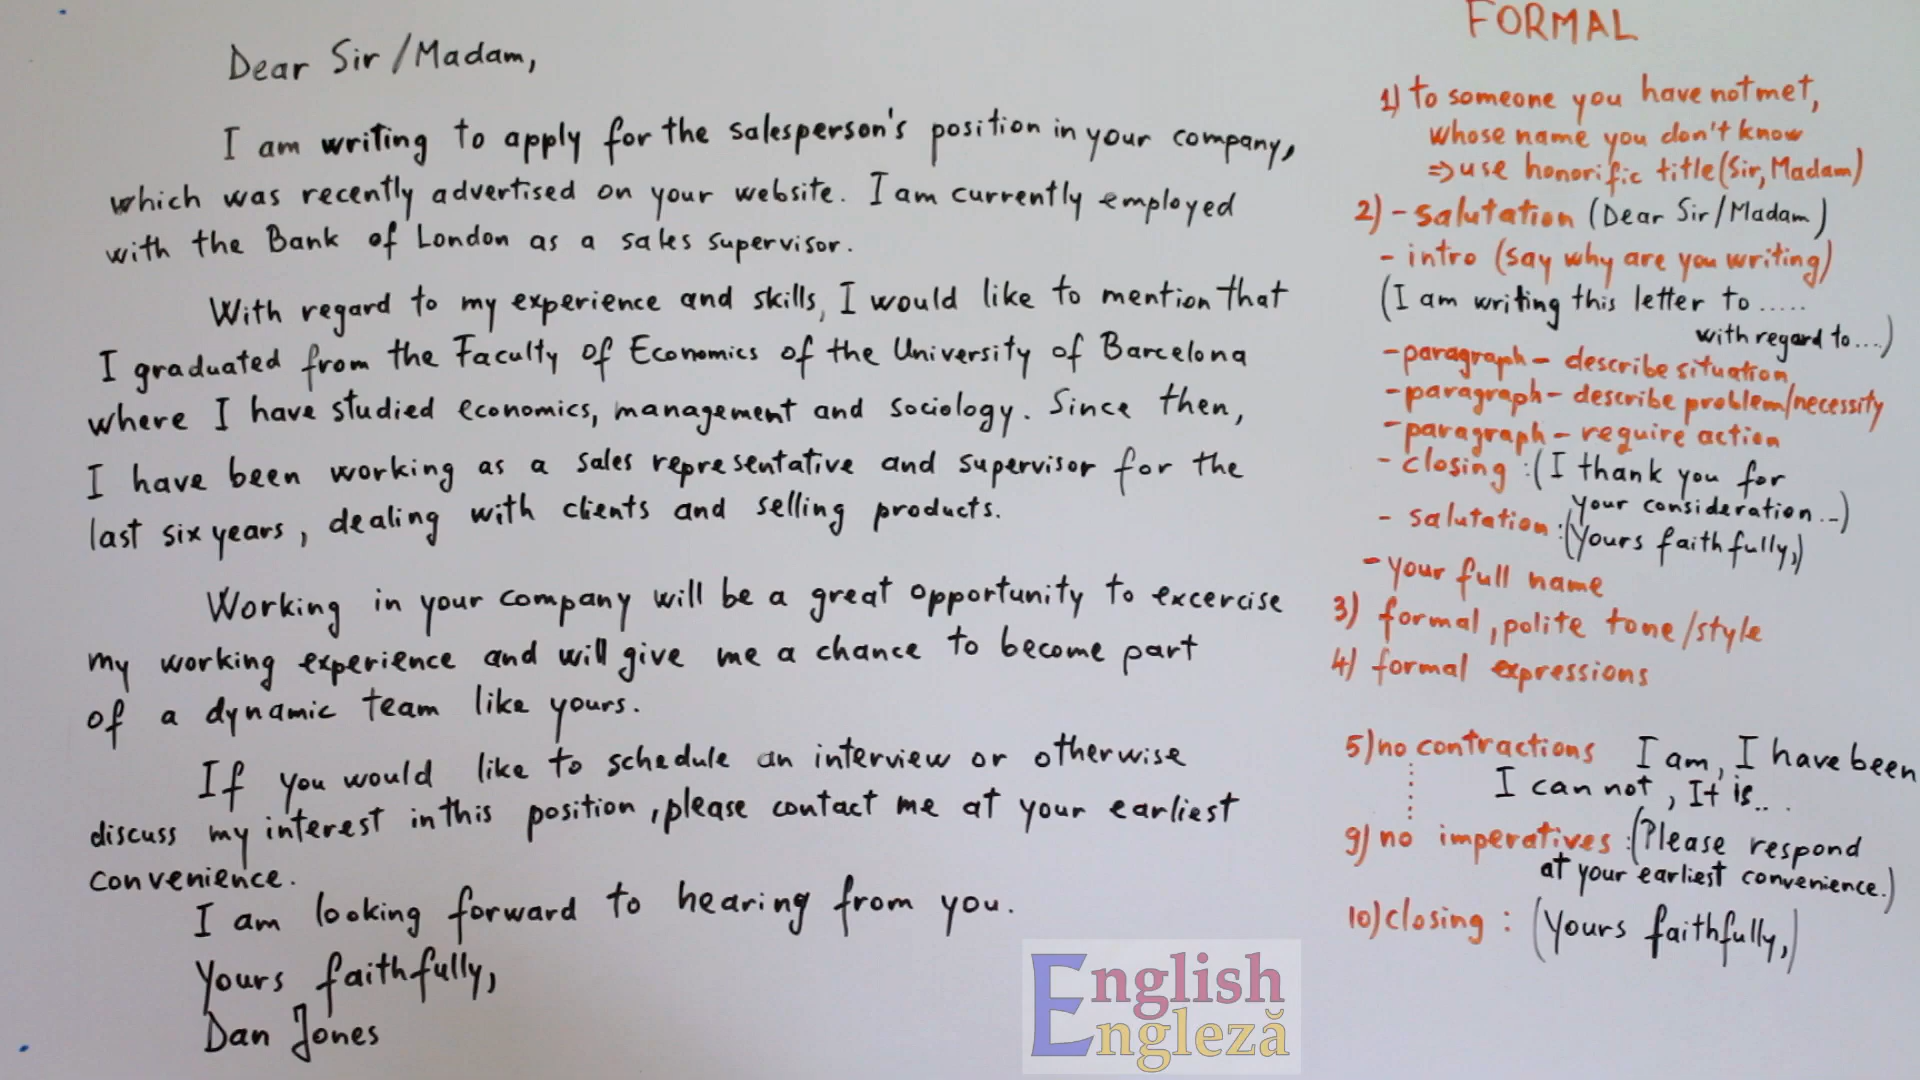 Dear Sir/Madam,
I am writing to apply for the salesperson's position in your company,
which was recently advertised on your website. I am currently employed
with the Bank of London as a sales supervisor.
With regard to my experience and skills, I would like to mention that
I graduated from the Faculty of Economics of the University of Barcelona
where I have studied economics, management and sociology. Since then,
I have been working as a sales representative and supervisor for the
last six years, dealing with clients and selling products.
Working in your company will be a great opportunity to excercise
my working experience and will give me a chance to become part
of a dynamic team like yours.
If you would like to schedule an interview or otherwise
discuss my interest in this position, please contact me at your earliest
convenience.
I am looking forward to hearing from you.
Yours faithfully,
Dan Jones
FORMAL
1) to someone you have not met,
whose name you don't know
⇒ use honorific title (Sir, Madam)
2) - salutation (Dear Sir/Madam)
- intro (say why are you writing)
(I am writing this letter to .....
with regard to....)
- paragraph - describe situation
- paragraph - describe problem/necessity
- paragraph - require action
- closing :(I thank you for
your consideration...)
- salutation :(Yours faithfully,)
- your full name
3) formal, polite tone/style
4) formal expressions
5) no contractions I am, I have been
I can not, It is...
9) no imperatives :(Please respond
at your earliest convenience.)
10) closing : (Yours faithfully,)
English
Engleză